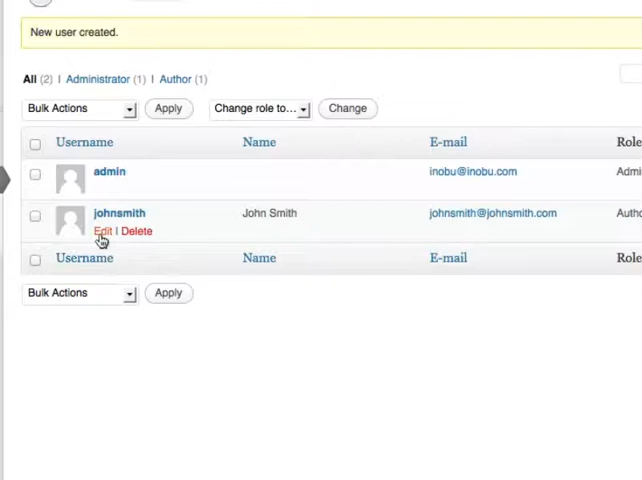 New user created.
All (2) | Administrator (1) | Author (1)
Bulk Actions Apply Change role to... Change
Username Name E-mail Role
admin inobu@inobu.com Admi
johnsmith John Smith johnsmith@johnsmith.com Autho
Edit | Delete
Username Name E-mail Role
Bulk Actions Apply